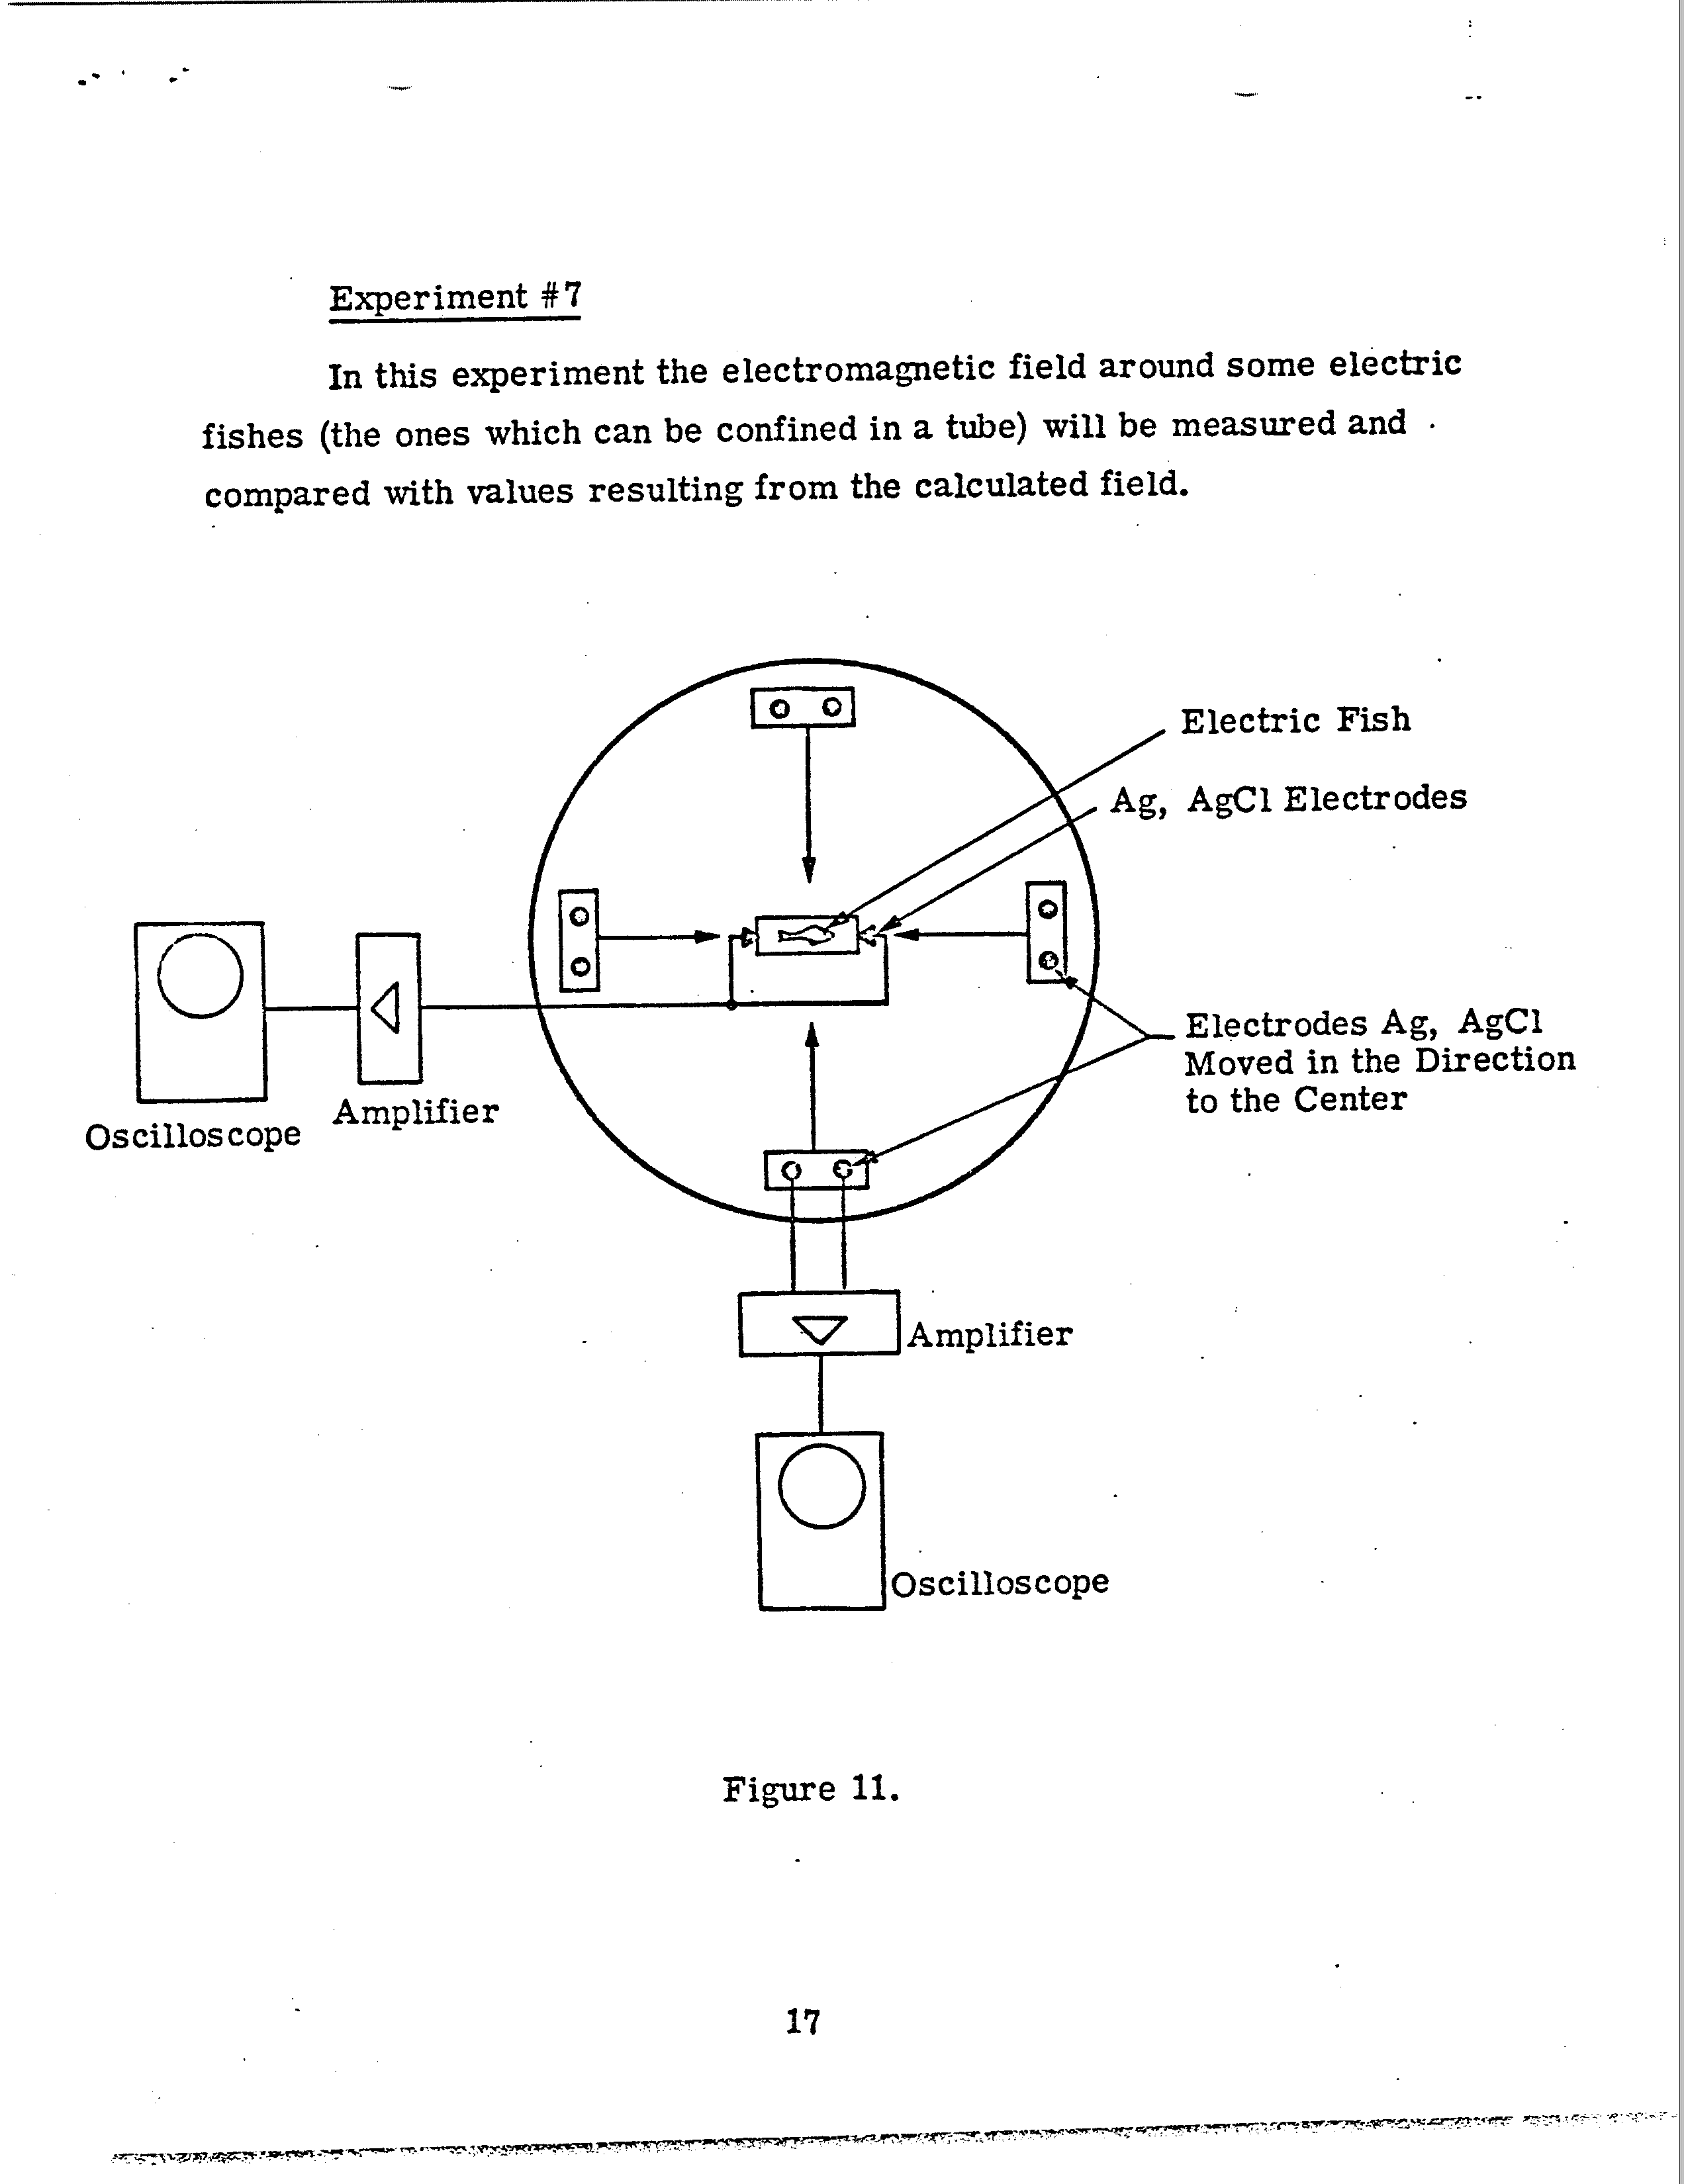 Experiment #7
In this experiment the electromagnetic field around some electric
fishes (the ones which can be confined in a tube) will be measured and
compared with values resulting from the calculated field.
Electric Fish
Ag, AgCl Electrodes
Electrodes Ag, AgCl
Moved in the Direction
to the Center
Amplifier
Oscilloscope
Amplifier
Oscilloscope
Figure 11.
17